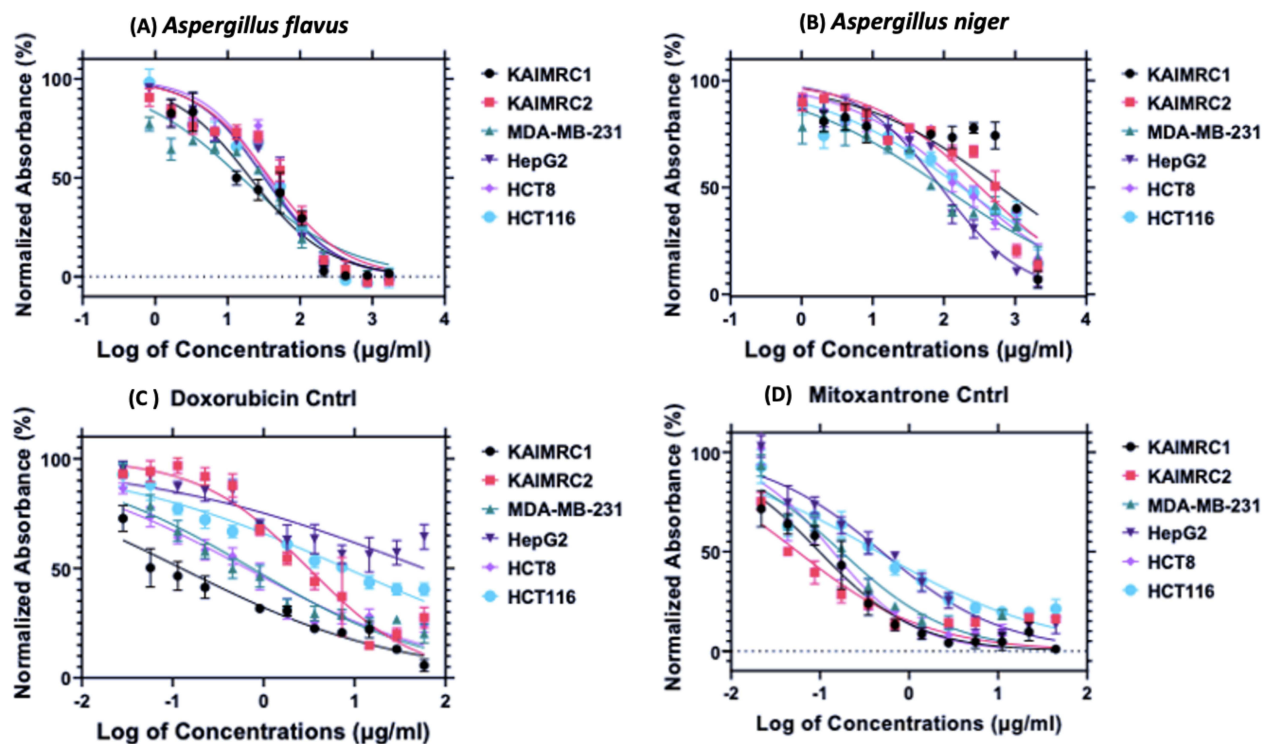 (A) Aspergillus flavus
Normalized Absorbance (%)
100
50
0
-1 0 1 2 3 4
Log of Concentrations (µg/ml)
KAIMRC1
KAIMRC2
MDA-MB-231
HepG2
HCT8
HCT116
(B) Aspergillus niger
Normalized Absorbance (%)
100
50
0
-1 0 1 2 3 4
Log of Concentrations (µg/ml)
KAIMRC1
KAIMRC2
MDA-MB-231
HepG2
HCT8
HCT116
(C) Doxorubicin Cntrl
Normalized Absorbance (%)
100
50
0
-2 -1 0 1 2
Log of Concentrations (µg/ml)
KAIMRC1
KAIMRC2
MDA-MB-231
HepG2
HCT8
HCT116
(D) Mitoxantrone Cntrl
Normalized Absorbance (%)
100
50
0
-2 -1 0 1 2
Log of Concentrations (µg/ml)
KAIMRC1
KAIMRC2
MDA-MB-231
HepG2
HCT8
HCT116